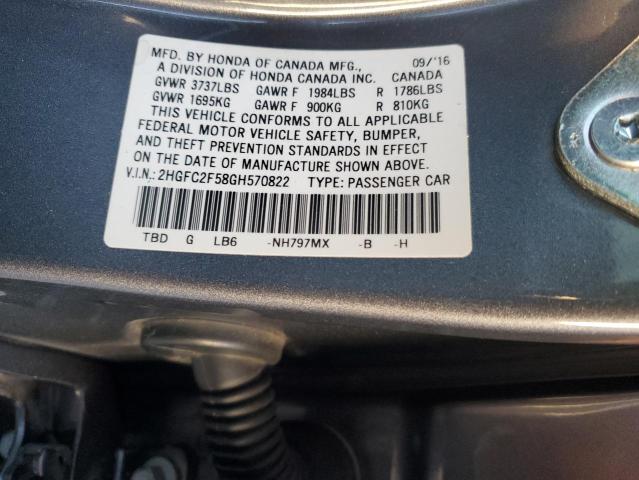 MFD. BY HONDA OF CANADA MFG., 09/'16
A DIVISION OF HONDA CANADA INC. CANADA
GVWR 3737LBS GAWR F 1984LBS R 1786LBS
GVWR 1695KG GAWR F 900KG R 810KG
THIS VEHICLE CONFORMS TO ALL APPLICABLE
FEDERAL MOTOR VEHICLE SAFETY, BUMPER,
AND THEFT PREVENTION STANDARDS IN EFFECT
ON THE DATE OF MANUFACTURE SHOWN ABOVE.
V.I.N.: 2HGFC2F58GH570822 TYPE: PASSENGER CAR
TBD G LB6 -NH797MX -B -H